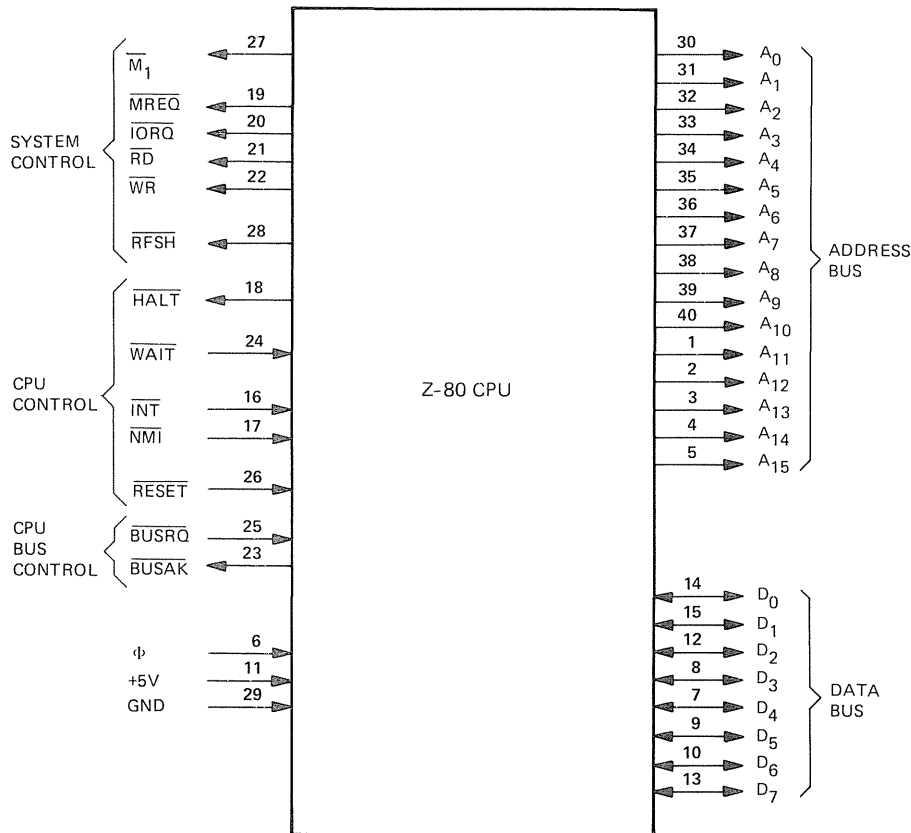 27 M1
19 MREQ
20 IORQ
21 RD
22 WR
28 RFSH
SYSTEM
CONTROL
18 HALT
24 WAIT
16 INT
17 NMI
26 RESET
CPU
CONTROL
25 BUSRQ
23 BUSAK
CPU
BUS
CONTROL
6 Φ
11 +5V
29 GND
Z-80 CPU
30 A0
31 A1
32 A2
33 A3
34 A4
35 A5
36 A6
37 A7
38 A8
39 A9
40 A10
1 A11
2 A12
3 A13
4 A14
5 A15
ADDRESS
BUS
14 D0
15 D1
12 D2
8 D3
7 D4
9 D5
10 D6
13 D7
DATA
BUS